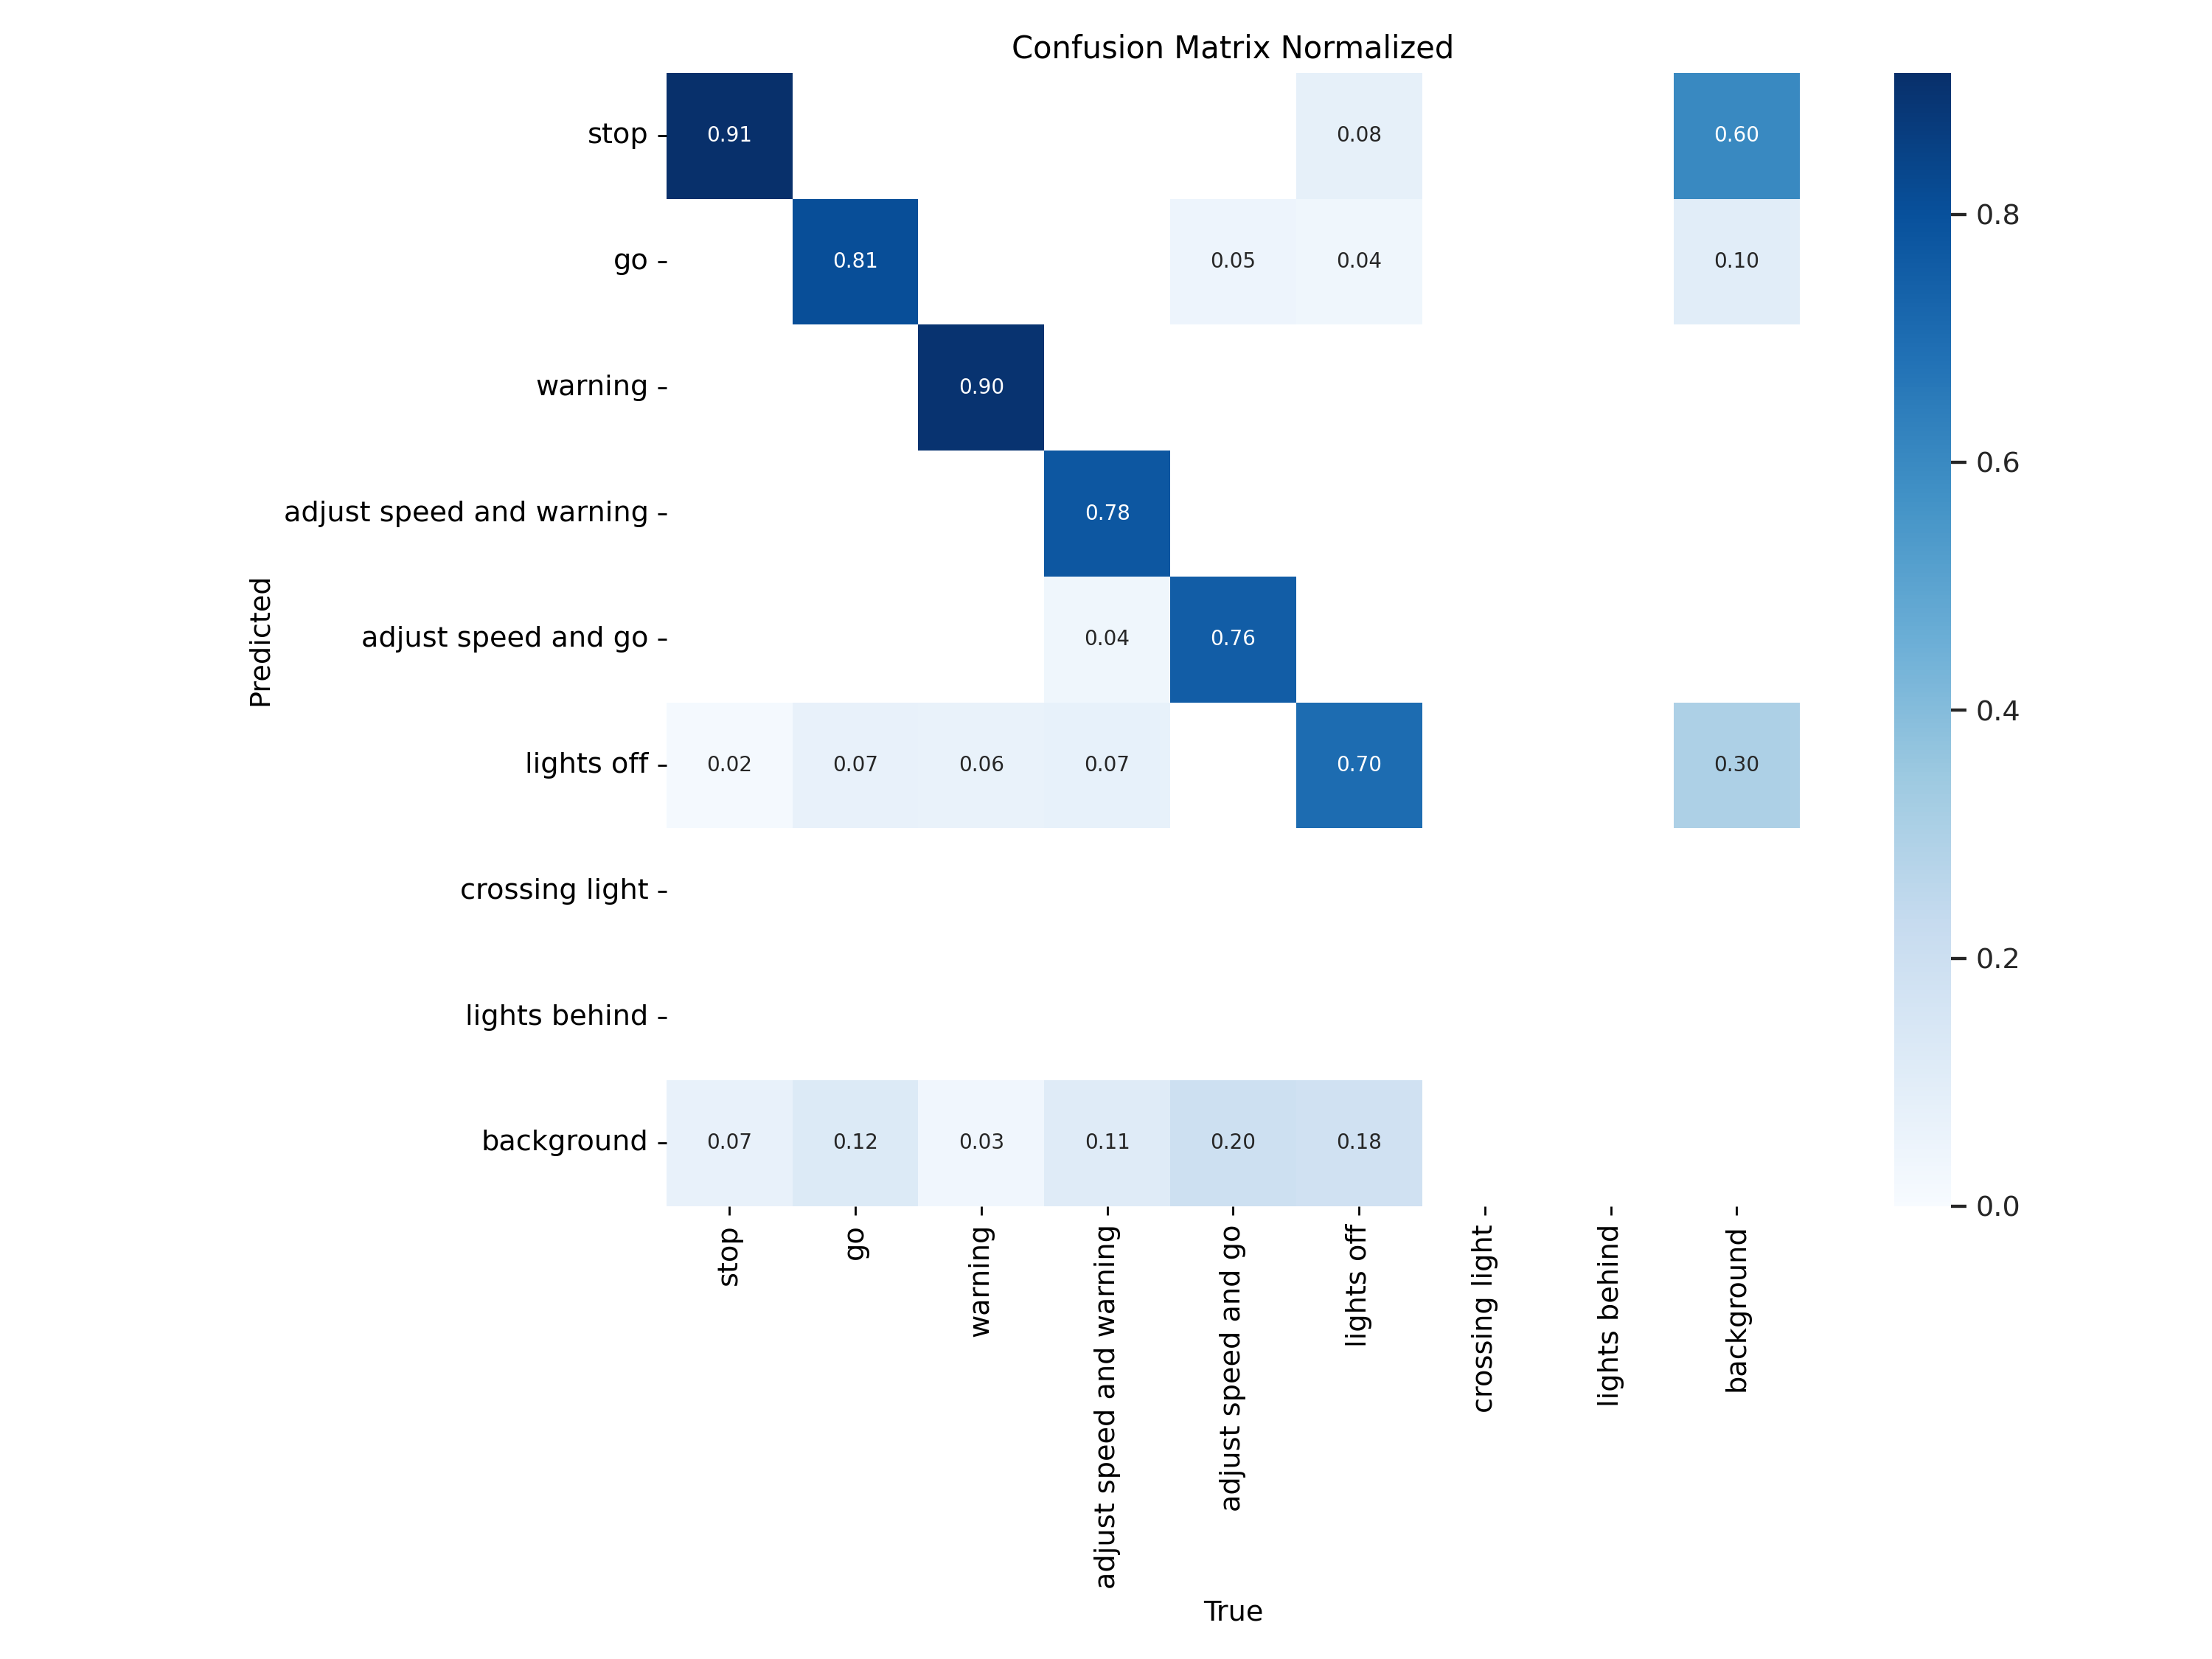 Confusion Matrix Normalized
stop
0.91
0.08
0.60
go
0.81
0.05
0.04
0.10
warning
0.90
adjust speed and warning
0.78
adjust speed and go
0.04
0.76
lights off
0.02
0.07
0.06
0.07
0.70
0.30
crossing light
lights behind
background
0.07
0.12
0.03
0.11
0.20
0.18
Predicted
stop
go
warning
adjust speed and warning
adjust speed and go
lights off
crossing light
lights behind
background
True
0.8
0.6
0.4
0.2
0.0